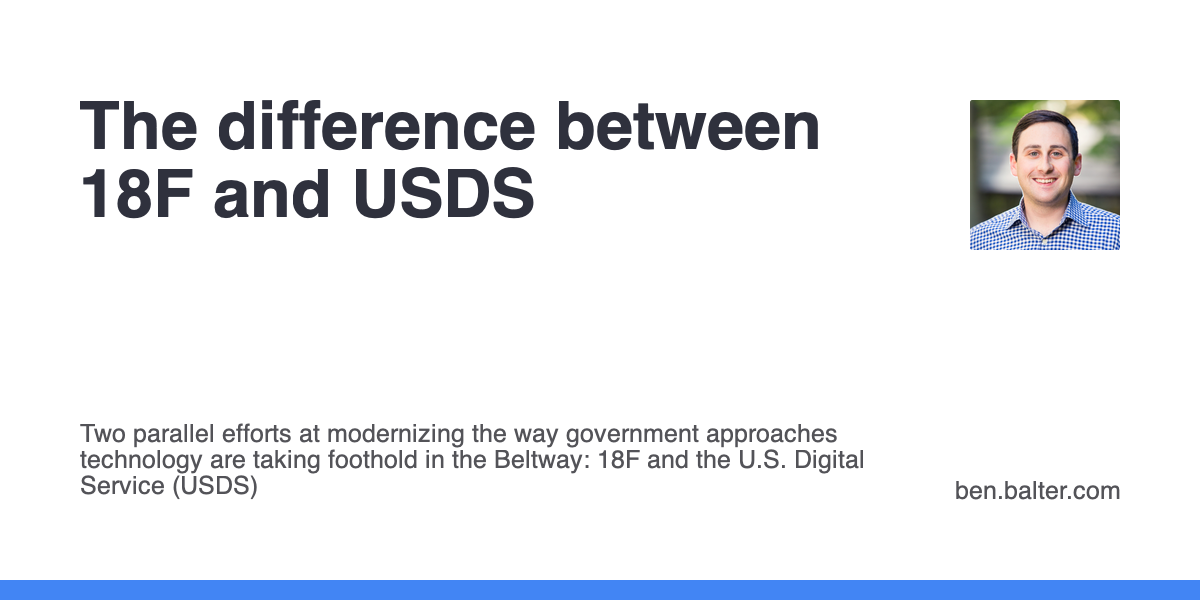 The difference between
18F and USDS
Two parallel efforts at modernizing the way government approaches
technology are taking foothold in the Beltway: 18F and the U.S. Digital
Service (USDS)
ben.balter.com